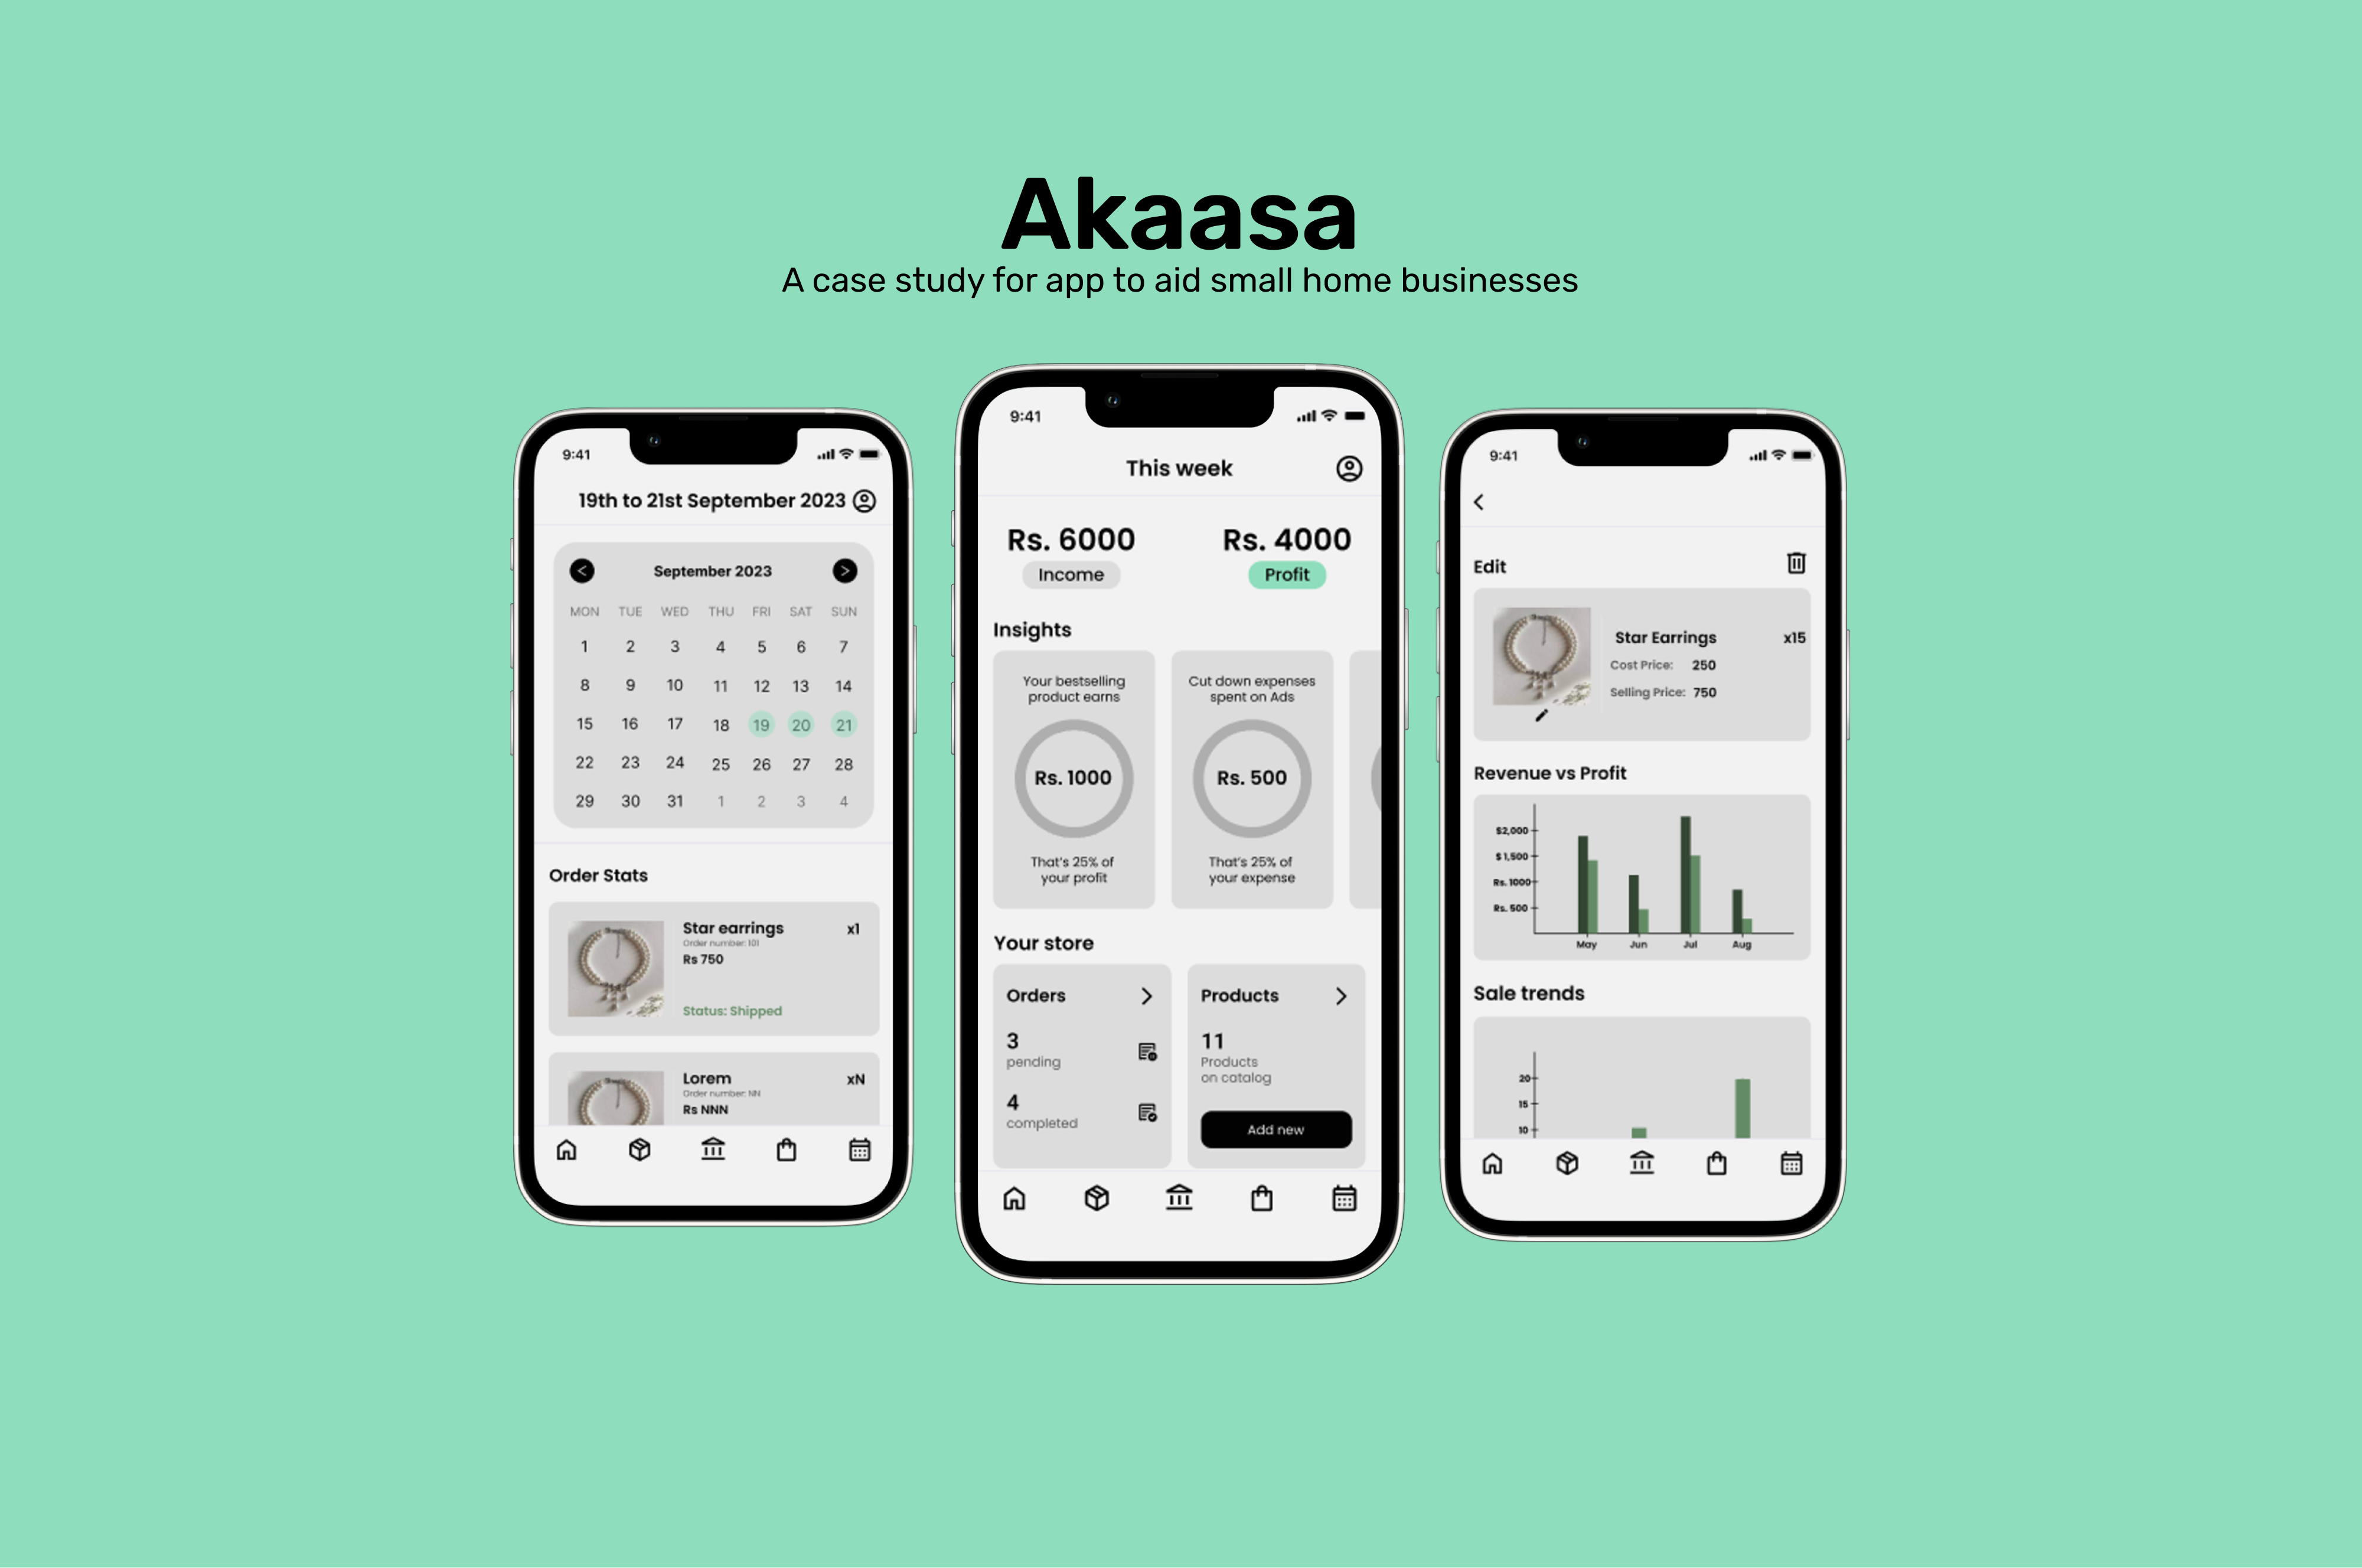 Akaasa
A case study for app to aid small home businesses
9:41
19th to 21st September 2023
<
September 2023
>
MON TUE WED THU FRI SAT SUN
1 2 3 4 5 6 7
8 9 10 11 12 13 14
15 16 17 18 19 20 21
22 23 24 25 26 27 28
29 30 31 1 2 3 4
Order Stats
Star earrings x1
Order number: 101
Rs 750
Status: Shipped
Lorem xN
Order number: NN
Rs NNN
9:41
This week
Rs. 6000 Rs. 4000
Income Profit
Insights
Your bestselling
product earns
Rs. 1000
That's 25% of
your profit
Cut down expenses
spent on Ads
Rs. 500
That's 25% of
your expense
Your store
Orders
3
pending
4
completed
Products
11
Products
on catalog
Add new
9:41
Edit
Star Earrings x15
Cost Price: 250
Selling Price: 750
Revenue vs Profit
$2,000
$1,500
Rs. 1000
Rs. 500
May Jun Jul Aug
Sale trends
20
15
10